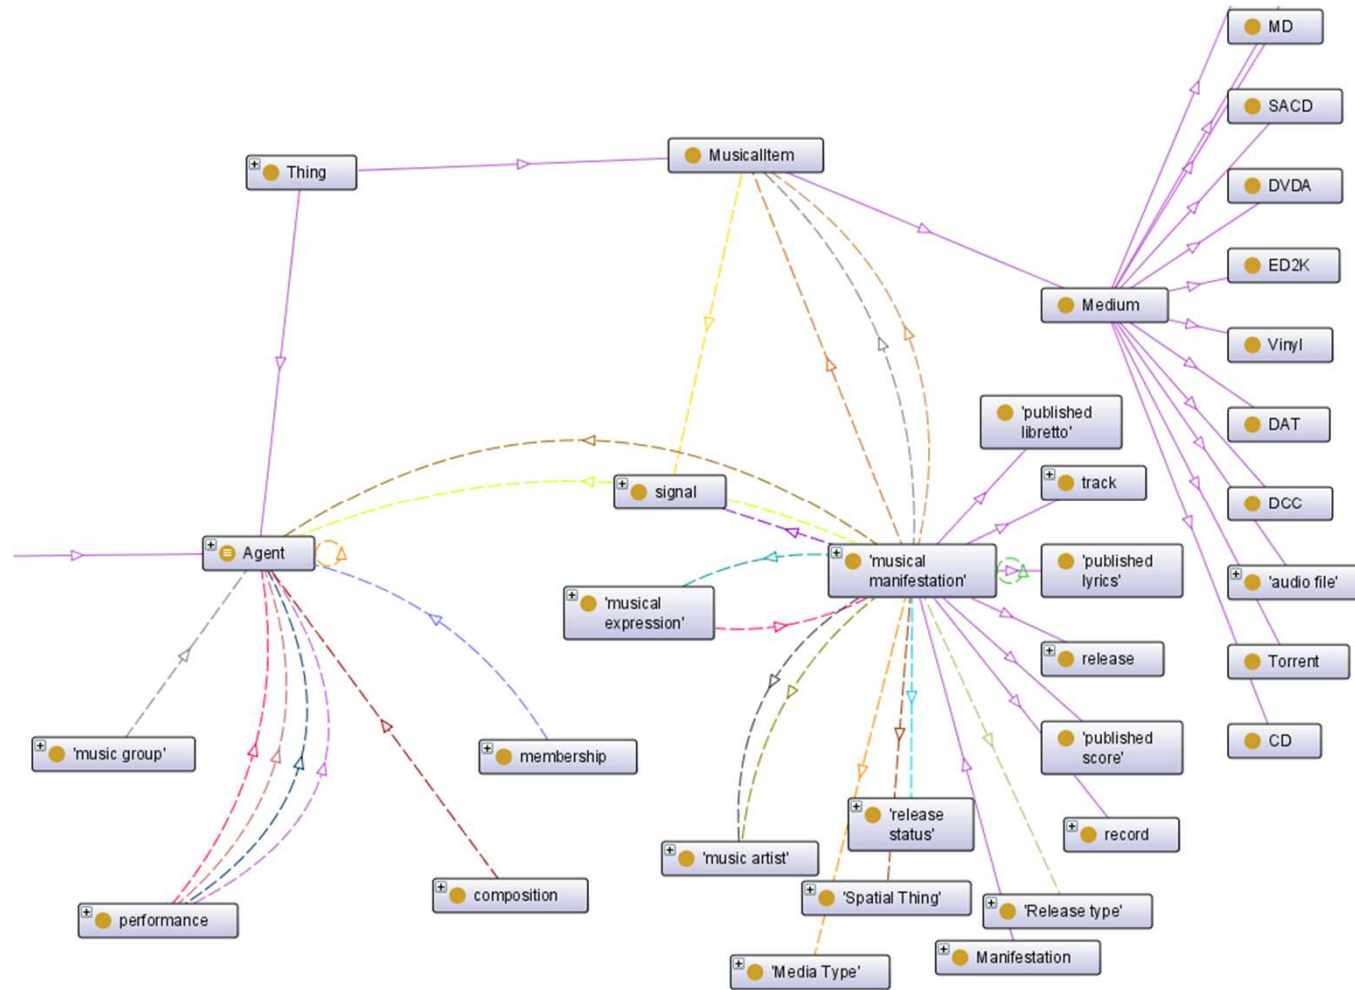 MD
SACD
Thing
MusicalItem
DVDA
ED2K
Medium
Vinyl
'published
libretto'
DAT
track
signal
DCC
Agent
'musical
manifestation'
'published
lyrics'
'audio file'
'musical
expression'
release
Torrent
'music group'
membership
'published
score'
CD
'release
status'
record
'music artist'
composition
'Spatial Thing'
'Release type'
performance
Manifestation
'Media Type'